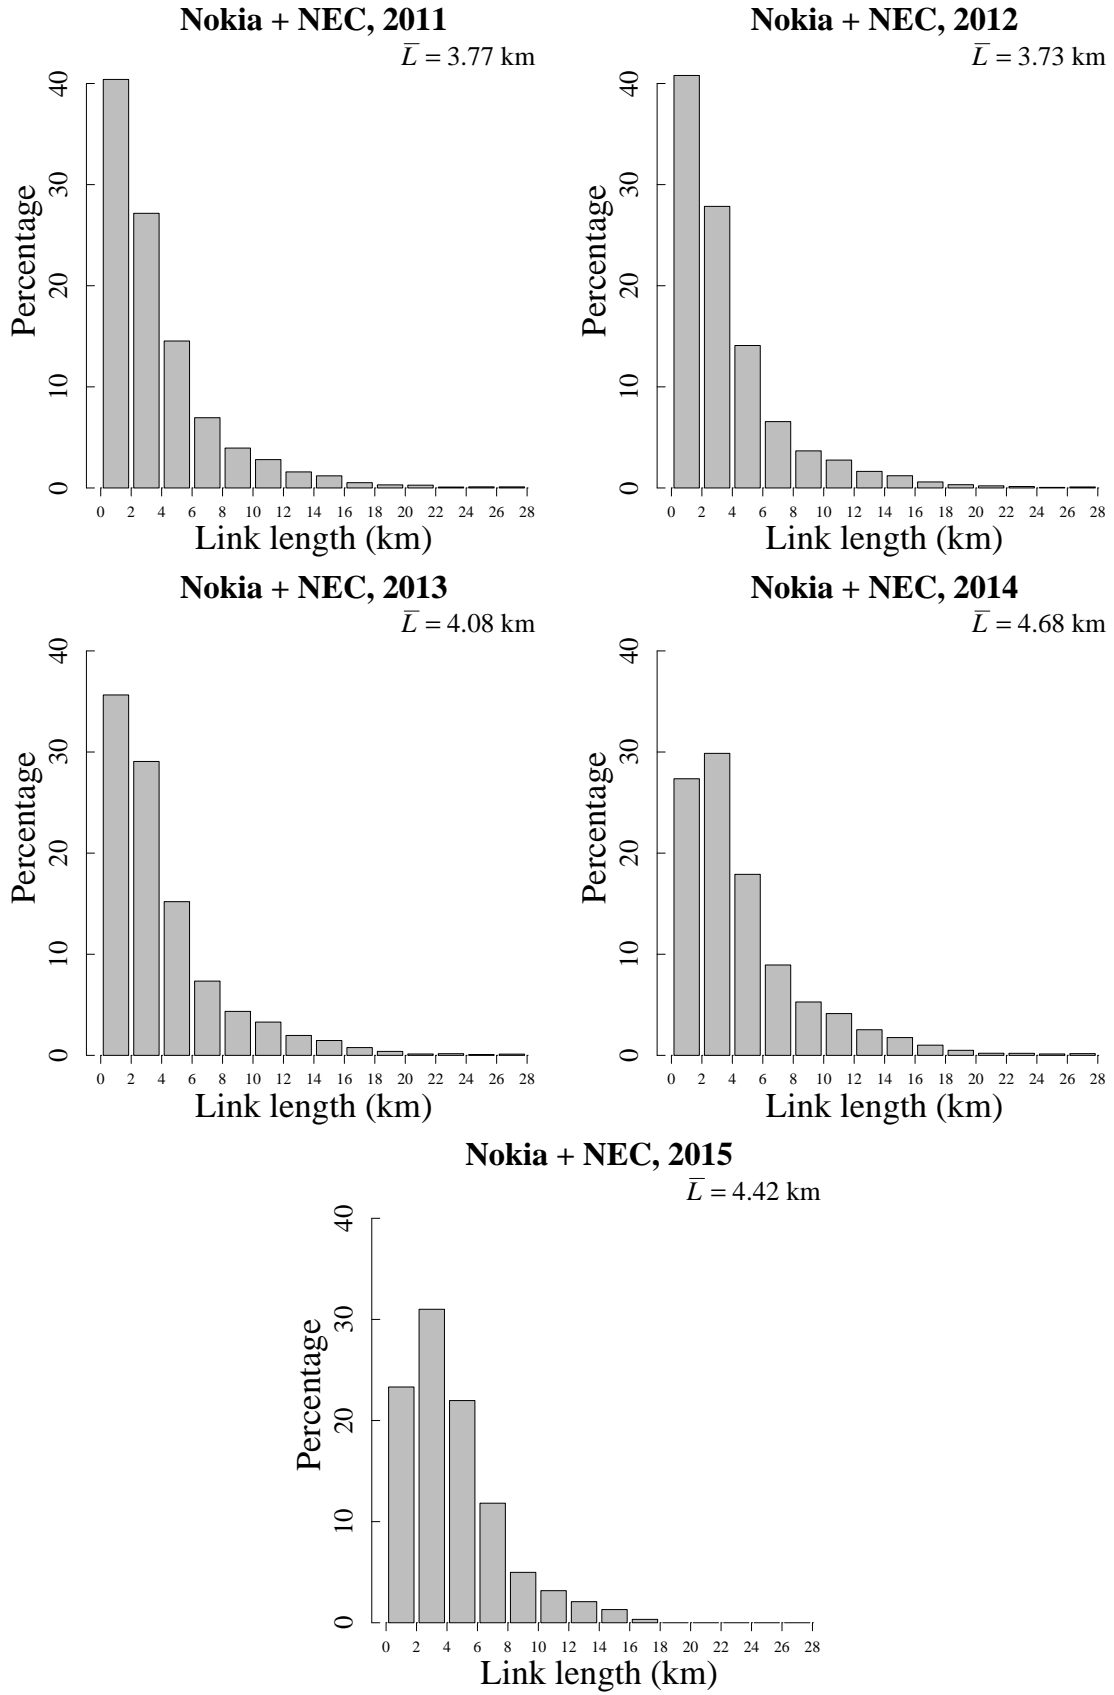 Nokia + NEC, 2011
L̅ = 3.77 km
Percentage
0 10 20 30 40
0 2 4 6 8 10 12 14 16 18 20 22 24 26 28
Link length (km)
Nokia + NEC, 2012
L̅ = 3.73 km
Percentage
0 10 20 30 40
0 2 4 6 8 10 12 14 16 18 20 22 24 26 28
Link length (km)
Nokia + NEC, 2013
L̅ = 4.08 km
Percentage
0 10 20 30 40
0 2 4 6 8 10 12 14 16 18 20 22 24 26 28
Link length (km)
Nokia + NEC, 2014
L̅ = 4.68 km
Percentage
0 10 20 30 40
0 2 4 6 8 10 12 14 16 18 20 22 24 26 28
Link length (km)
Nokia + NEC, 2015
L̅ = 4.42 km
Percentage
0 10 20 30 40
0 2 4 6 8 10 12 14 16 18 20 22 24 26 28
Link length (km)